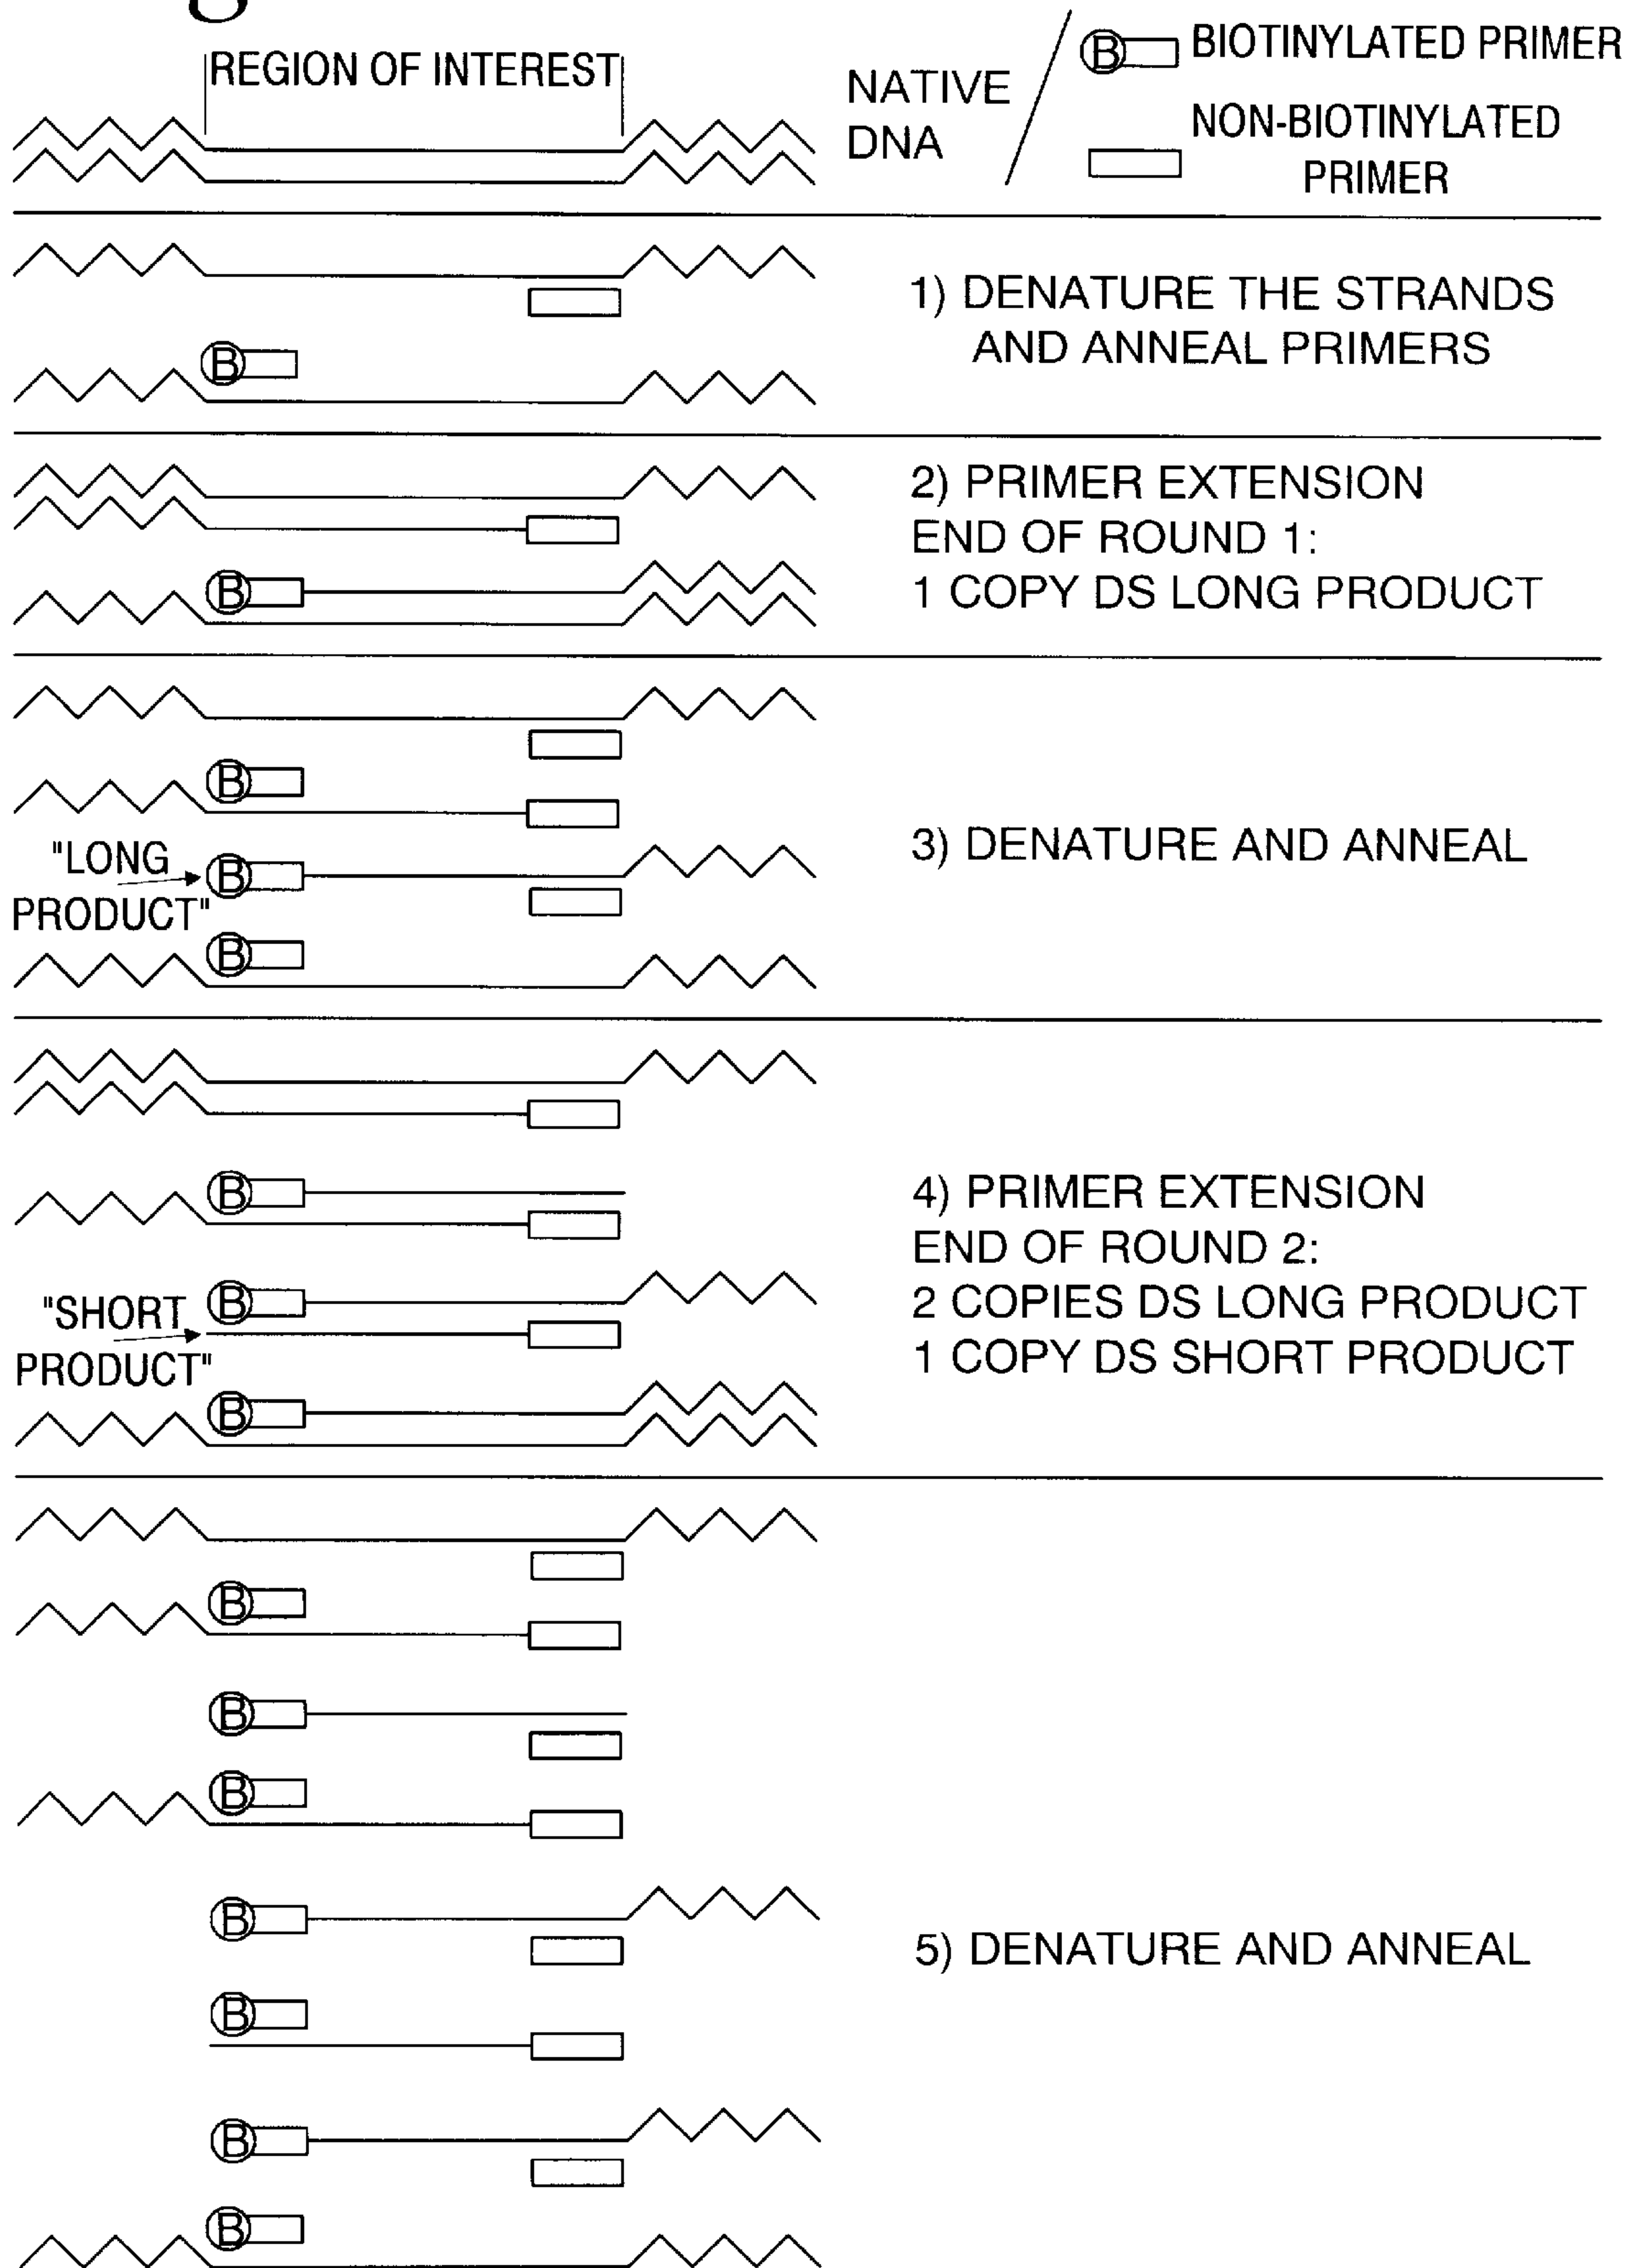 REGION OF INTEREST
NATIVE
DNA
B BIOTINYLATED PRIMER
NON-BIOTINYLATED
PRIMER
1) DENATURE THE STRANDS
AND ANNEAL PRIMERS
B
2) PRIMER EXTENSION
END OF ROUND 1:
1 COPY DS LONG PRODUCT
B
B
3) DENATURE AND ANNEAL
"LONG
PRODUCT"
B
B
B
4) PRIMER EXTENSION
END OF ROUND 2:
2 COPIES DS LONG PRODUCT
1 COPY DS SHORT PRODUCT
B
"SHORT
PRODUCT"
B
B
B
B
B
B
5) DENATURE AND ANNEAL
B
B
B